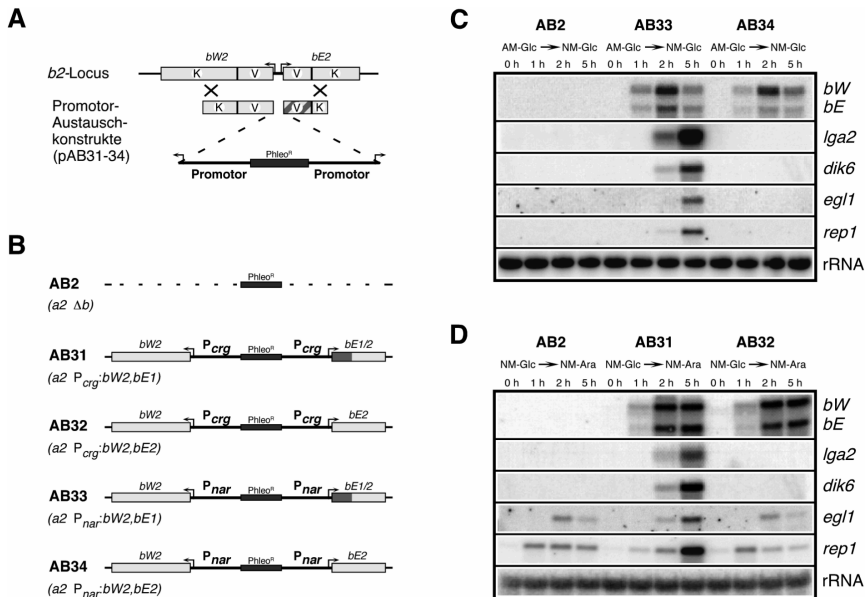 A
bW2
bE2
b2-Locus
K V V K
Promotor-
Austausch-
konstrukte
(pAB31-34)
K V V K
Phleo^R
Promotor Promotor
B
AB2
Phleo^R
(a2 Δb)
AB31
bW2 P_crg Phleo^R P_crg bE1/2
(a2 P_crg:bW2,bE1)
AB32
bW2 P_crg Phleo^R P_crg bE2
(a2 P_crg:bW2,bE2)
AB33
bW2 P_nar Phleo^R P_nar bE1/2
(a2 P_nar:bW2,bE1)
AB34
bW2 P_nar Phleo^R P_nar bE2
(a2 P_nar:bW2,bE2)
C
AB2 AB33 AB34
AM-Glc → NM-Glc AM-Glc → NM-Glc AM-Glc → NM-Glc
0 h 1 h 2 h 5 h 0 h 1 h 2 h 5 h 0 h 1 h 2 h 5 h
bW
bE
lga2
dik6
egl1
rep1
rRNA
D
AB2 AB31 AB32
NM-Glc → NM-Ara NM-Glc → NM-Ara NM-Glc → NM-Ara
0 h 1 h 2 h 5 h 0 h 1 h 2 h 5 h 0 h 1 h 2 h 5 h
bW
bE
lga2
dik6
egl1
rep1
rRNA